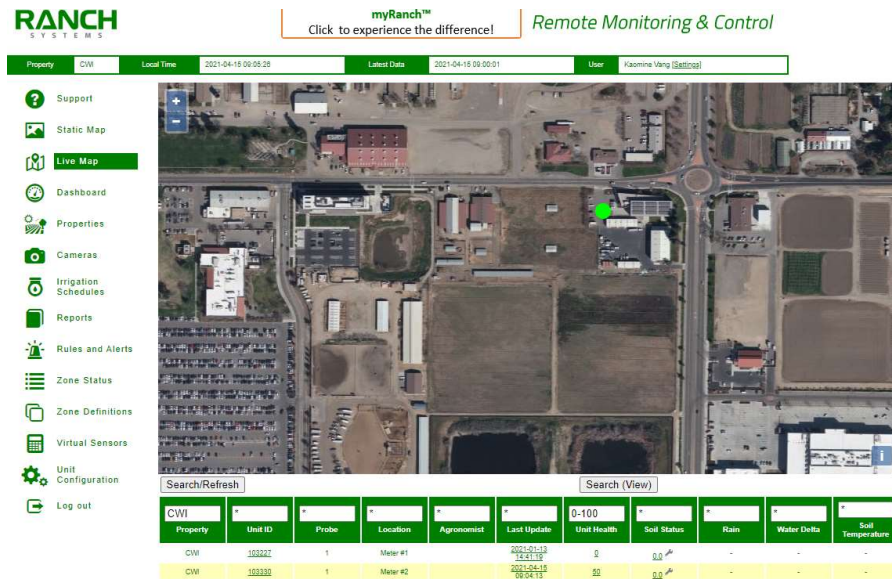 RANCH
SYSTEMS
myRanch™
Click to experience the difference!
Remote Monitoring & Control
Property CWI Local Time 2021-04-15 09:05:26 Latest Data 2021-04-15 09:00:01 User Kaomine Vang [Settings]
Support
Static Map
Live Map
Dashboard
Properties
Cameras
Irrigation
Schedules
Reports
Rules and Alerts
Zone Status
Zone Definitions
Virtual Sensors
Unit
Configuration
Log out
+
-
i
Search/Refresh Search (View)
CWI * * * * * 0-100 * * * *
Property Unit ID Probe Location Agronomist Last Update Unit Health Soil Status Rain Water Delta Soil Temperature
CWI 103227 1 Meter #1 2021-01-13 14:41:19 0 0.0 - - -
CWI 103330 1 Meter #2 2021-04-15 09:04:13 50 0.0 - - -